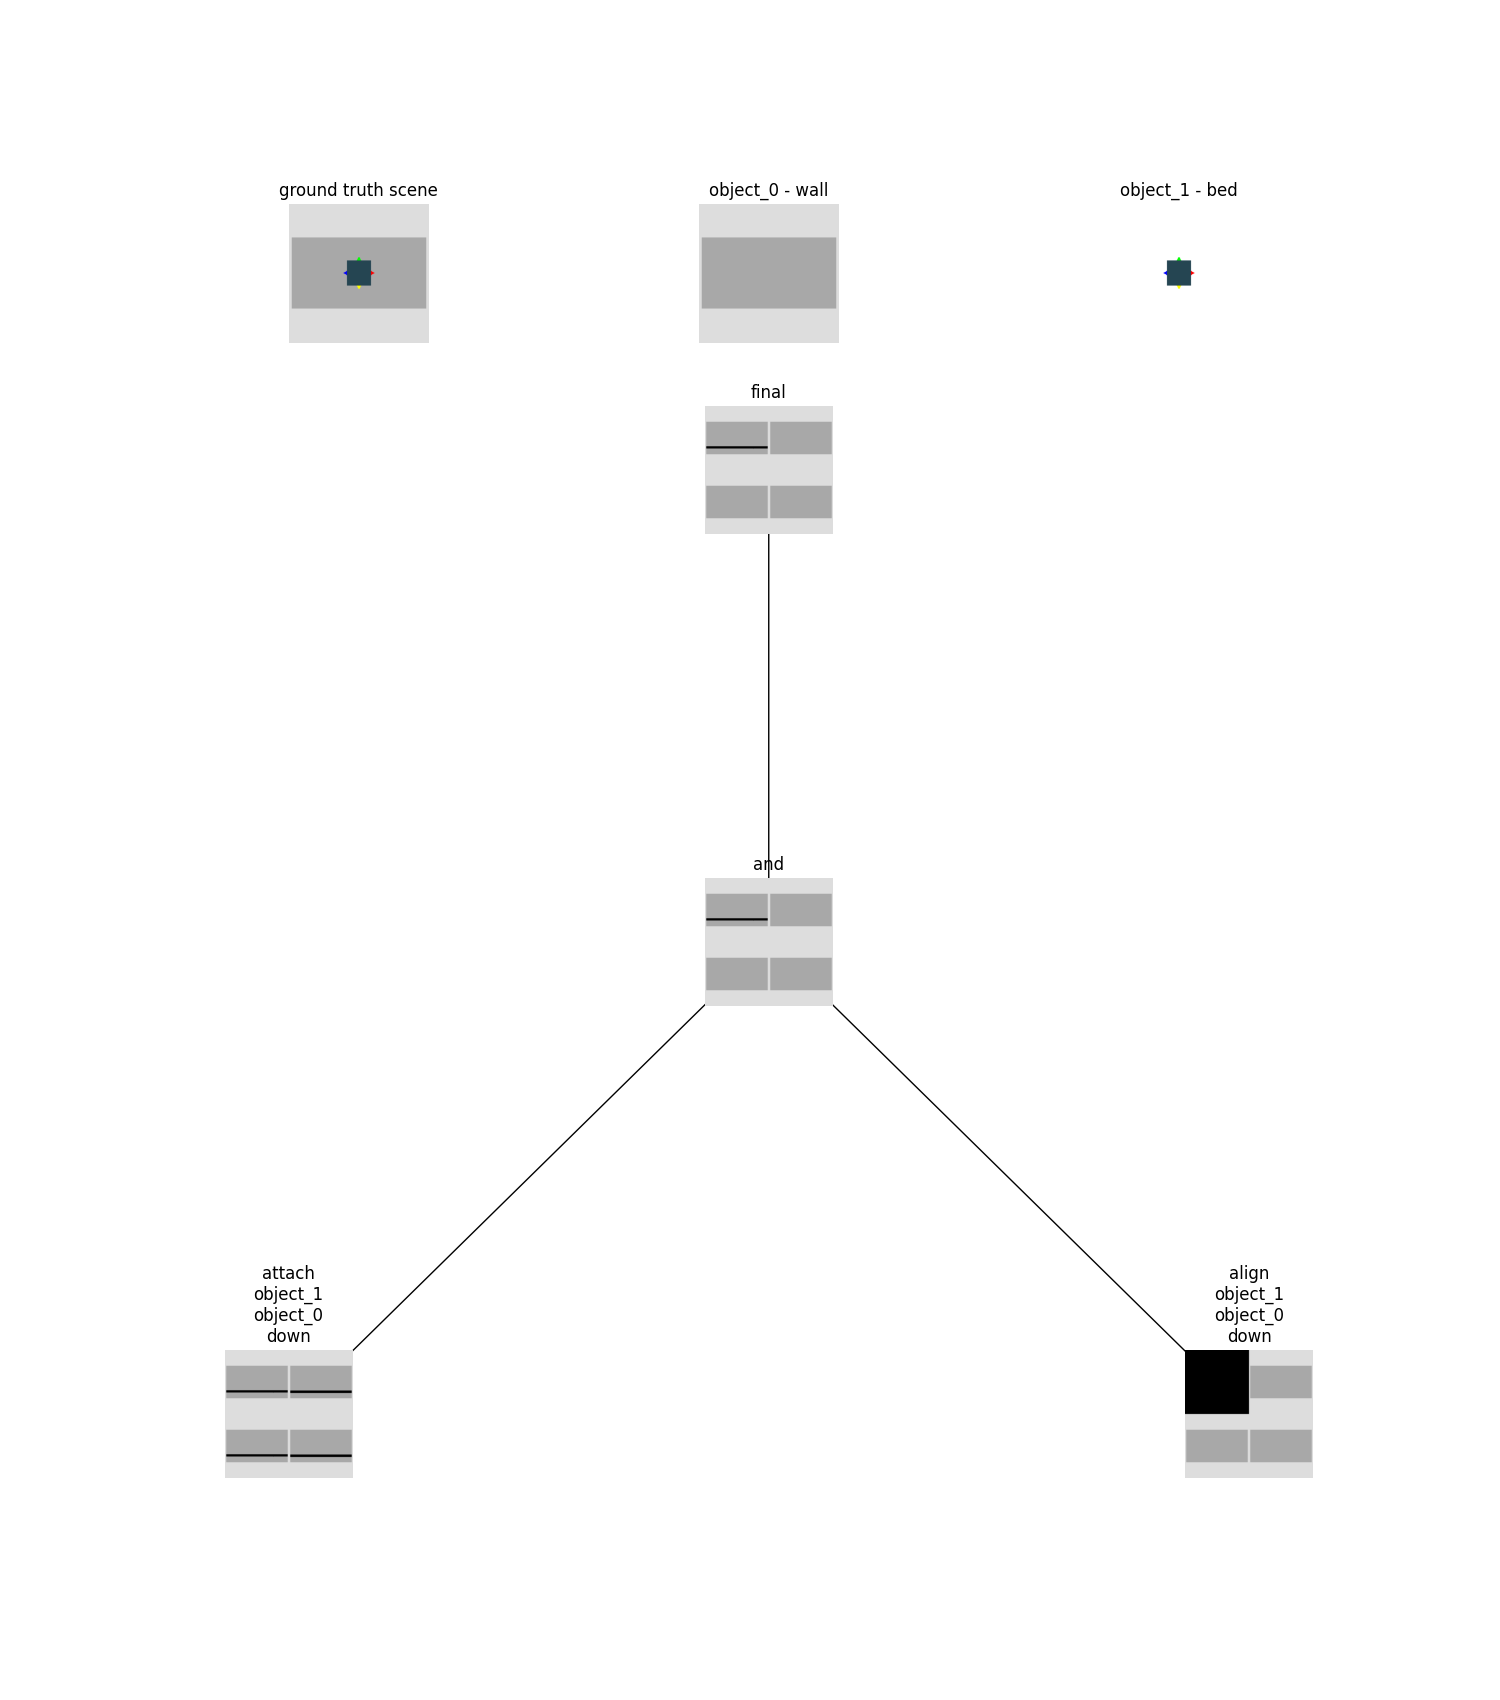 ground truth scene
object_0 - wall
object_1 - bed
final
and
attach
object_1
object_0
down
align
object_1
object_0
down